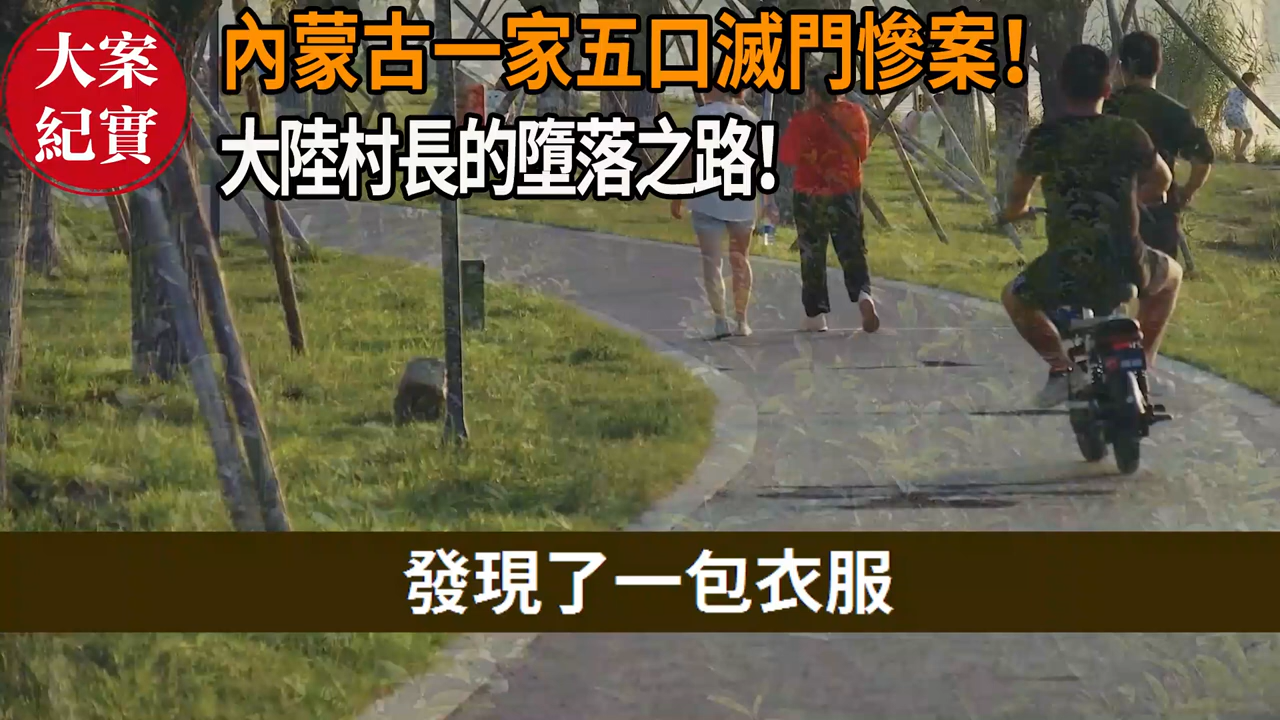 大案
紀實
內蒙古一家五口滅門慘案！
大陸村長的墮落之路！
發現了一包衣服